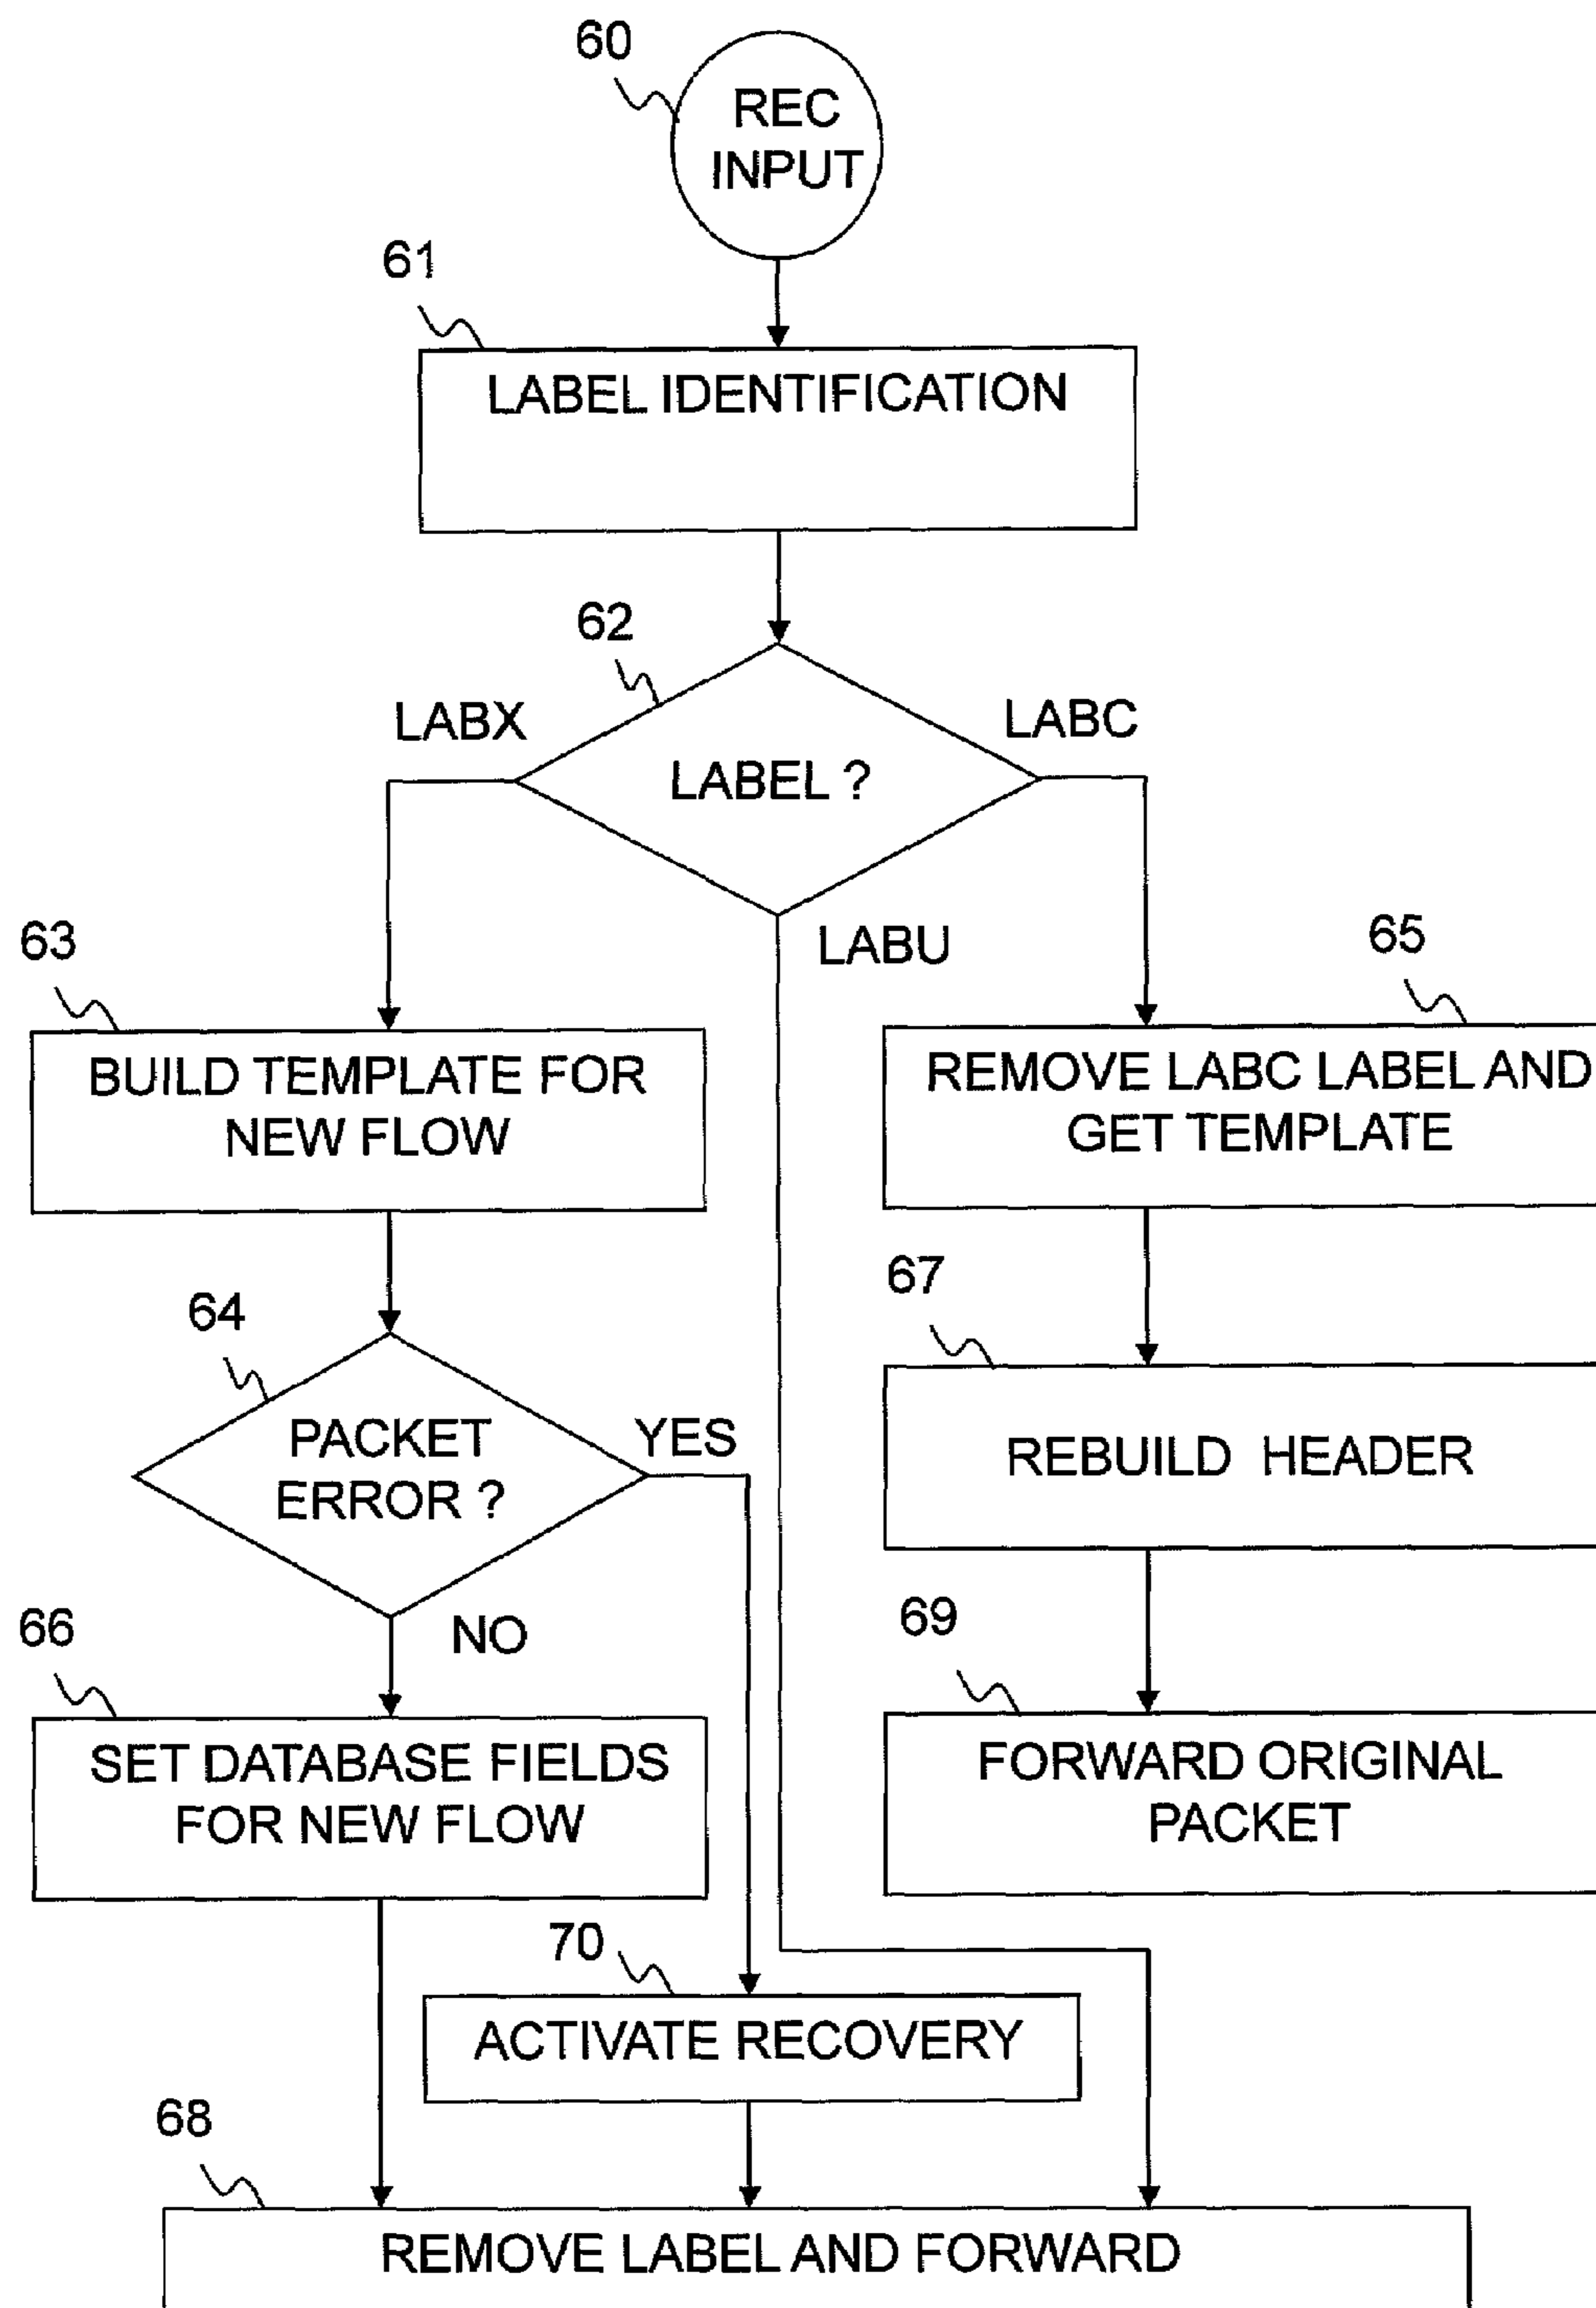 60
REC
INPUT
61
LABEL IDENTIFICATION
62
LABX
LABC
LABEL ?
63
LABU
65
BUILD TEMPLATE FOR
NEW FLOW
REMOVE LABC LABEL AND
GET TEMPLATE
64
67
PACKET
ERROR ?
YES
REBUILD HEADER
66
NO
69
SET DATABASE FIELDS
FOR NEW FLOW
FORWARD ORIGINAL
PACKET
70
ACTIVATE RECOVERY
68
REMOVE LABEL AND FORWARD